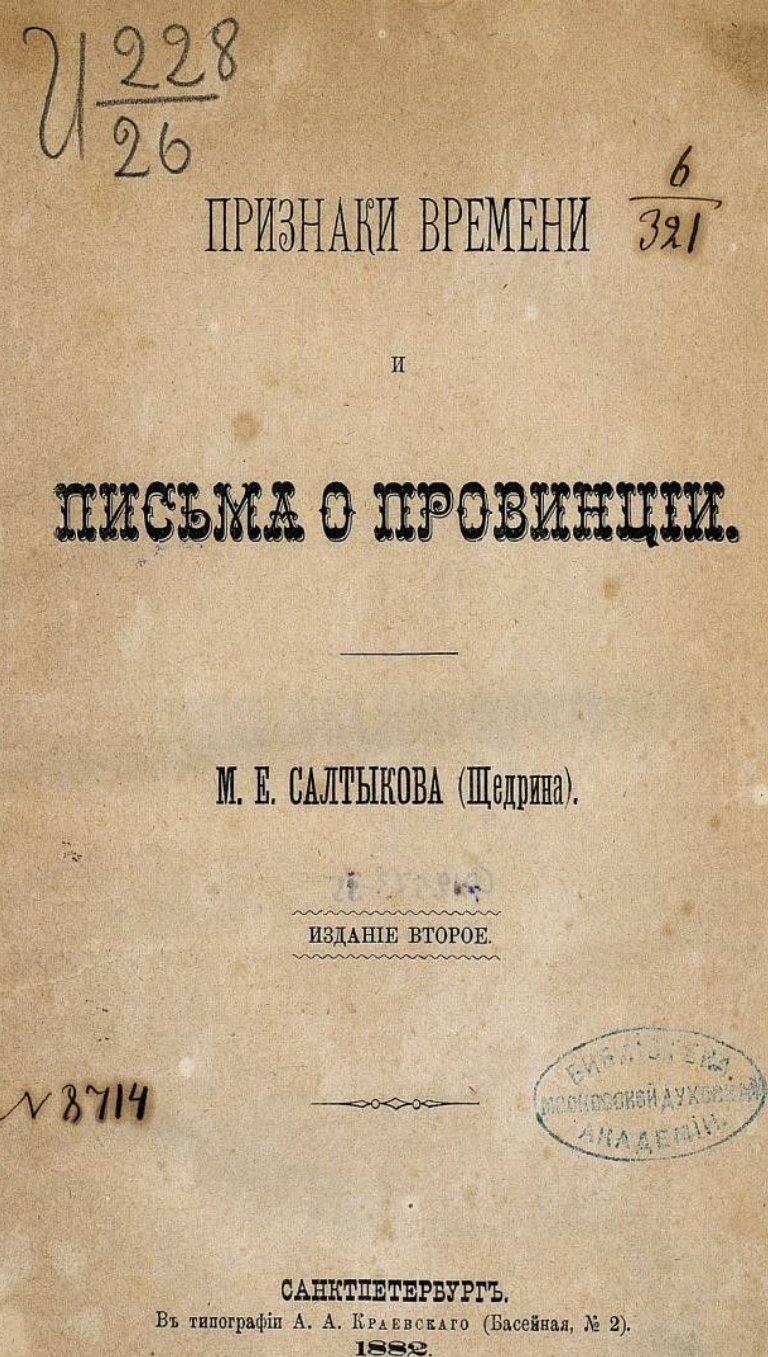 И 228
26
6
321
ПРИЗНАКИ ВРЕМЕНИ
И
ПИСЬМА О ПРОВИНЦІИ.
М. Е. САЛТЫКОВА (Щедрина).
ИЗДАНІЕ ВТОРОЕ.
БИБЛІОТЕКА
МОСКОВСКОЙ ДУХОВНОЙ
АКАДЕМІИ.
N 8714
САНКТПЕТЕРБУРГЪ.
Въ типографіи А. А. Краевскаго (Басейная, № 2).
1882.